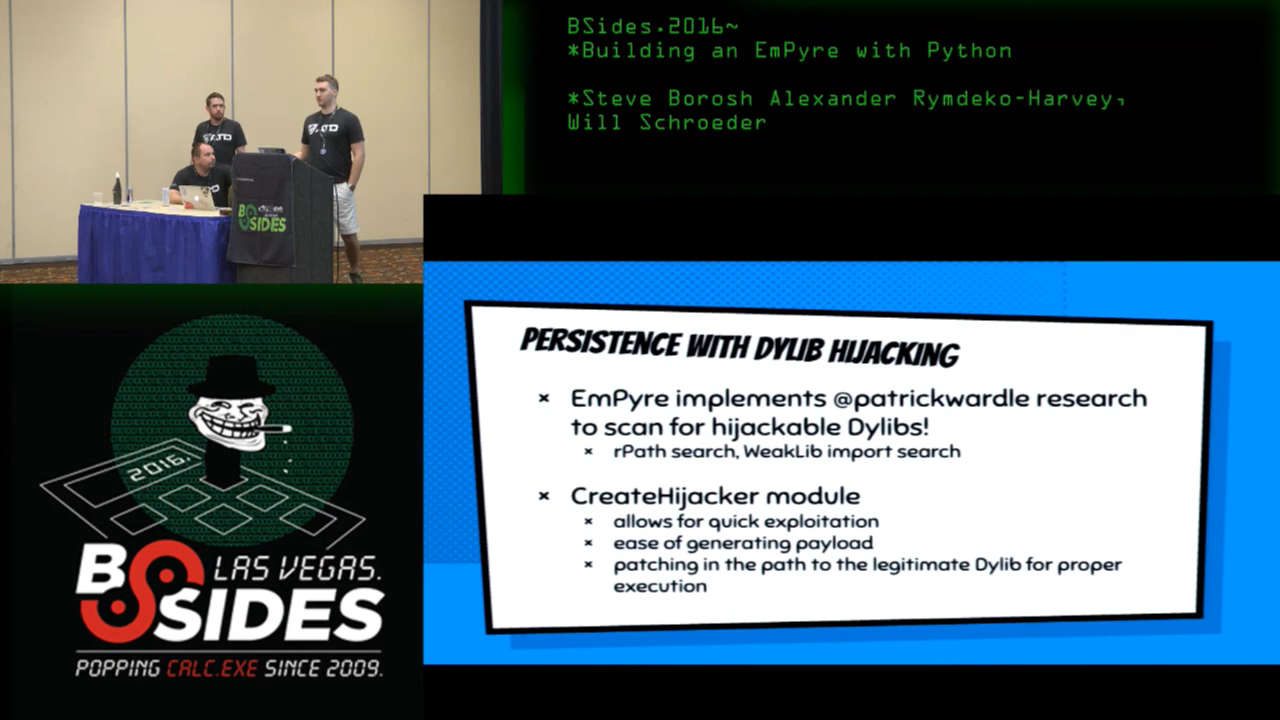 BSides.2016~
*Building an EmPyre with Python
*Steve Borosh Alexander Rymdeko-Harvey,
Will Schroeder
ATD
BSIDES
PERSISTENCE WITH DYLIB HIJACKING
× EmPyre implements @patrickwardle research
to scan for hijackable Dylibs!
× rPath search, WeakLib import search
× CreateHijacker module
× allows for quick exploitation
× ease of generating payload
× patching in the path to the legitimate Dylib for proper
execution
2016.
BSIDES
LAS VEGAS.
POPPING CALC.EXE SINCE 2009.